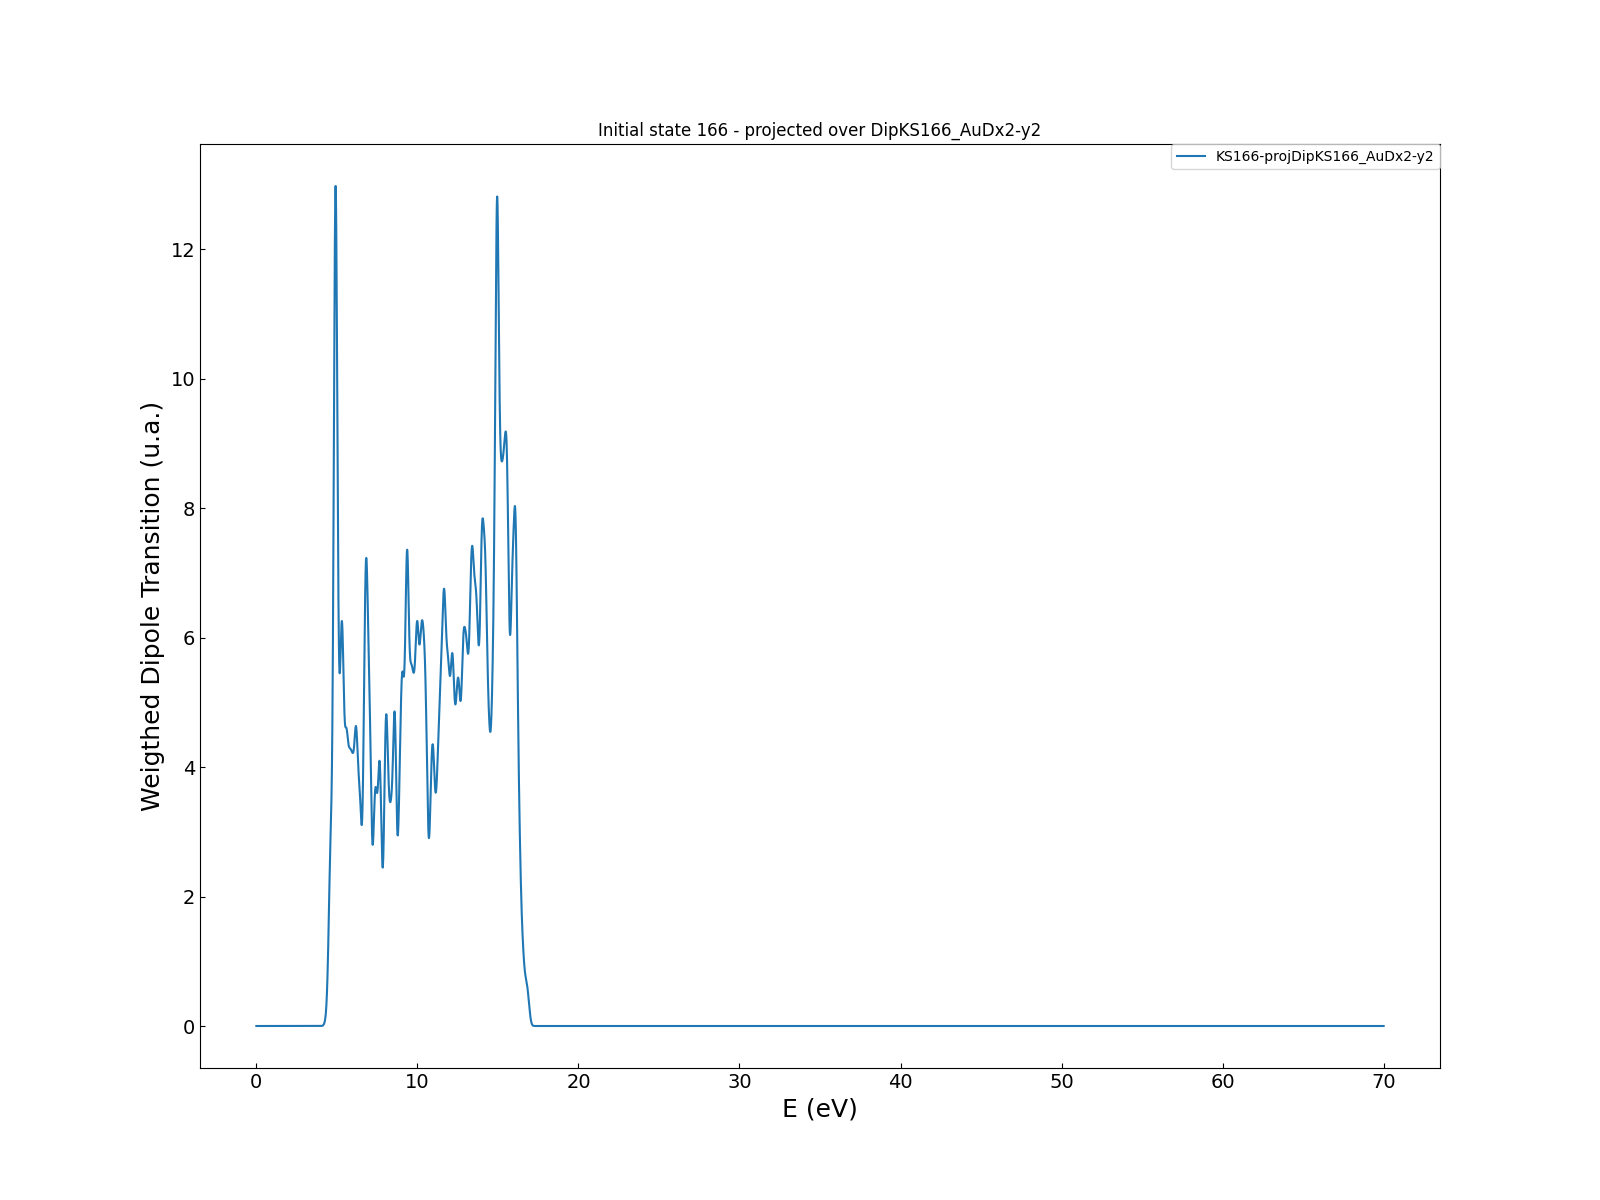 Initial state 166 - projected over DipKS166_AuDx2-y2
KS166-projDipKS166_AuDx2-y2
Weigthed Dipole Transition (u.a.)
12
10
8
6
4
2
0
0 10 20 30 40 50 60 70
E (eV)